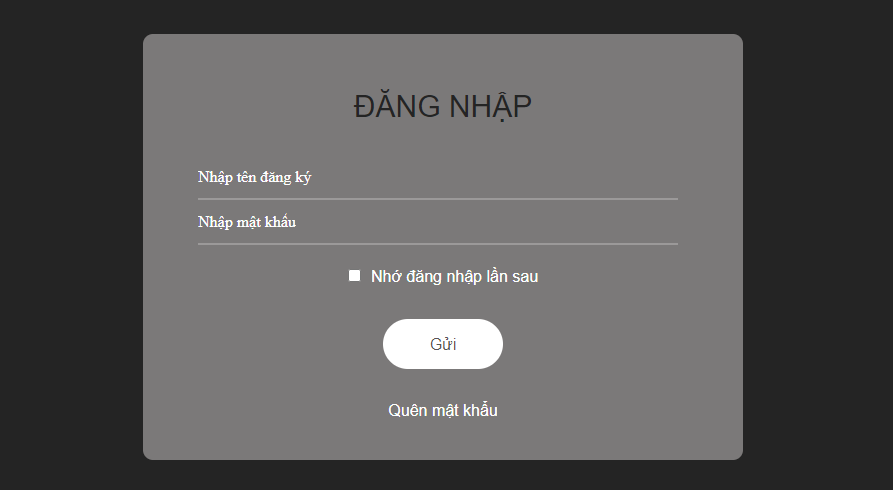 ĐĂNG NHẬP
Nhập tên đăng ký
Nhập mật khẩu
Nhớ đăng nhập lần sau
Gửi
Quên mật khẩu